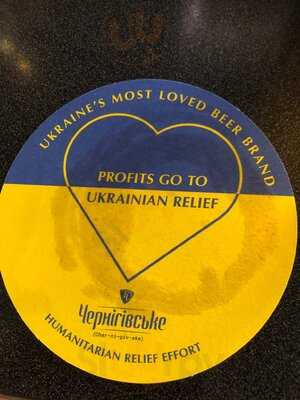 UKRAINE'S MOST LOVED BEER BRAND
PROFITS GO TO
UKRAINIAN RELIEF
Чернігівське
(Cher-ni-giv-ske)
HUMANITARIAN RELIEF EFFORT